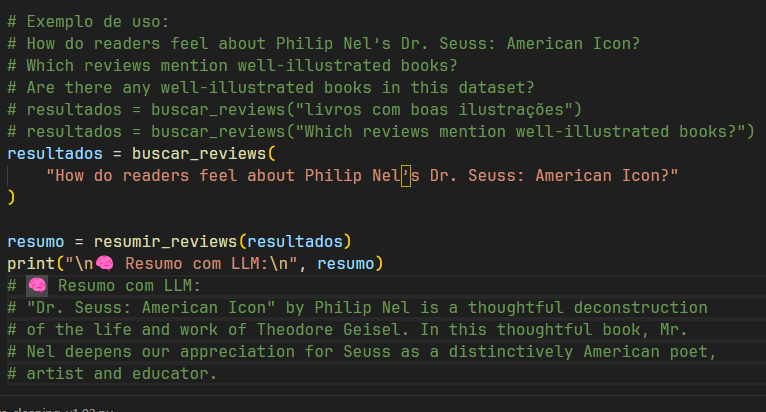 # Exemplo de uso:
# How do readers feel about Philip Nel’s Dr. Seuss: American Icon?
# Which reviews mention well-illustrated books?
# Are there any well-illustrated books in this dataset?
# resultados = buscar_reviews("livros com boas ilustrações")
# resultados = buscar_reviews("Which reviews mention well-illustrated books?")
resultados = buscar_reviews(
"How do readers feel about Philip Nel’s Dr. Seuss: American Icon?"
)
resumo = resumir_reviews(resultados)
print("\n🧠 Resumo com LLM:\n", resumo)
# 🧠 Resumo com LLM:
# "Dr. Seuss: American Icon" by Philip Nel is a thoughtful deconstruction
# of the life and work of Theodore Geisel. In this thoughtful book, Mr.
# Nel deepens our appreciation for Seuss as a distinctively American poet,
# artist and educator.